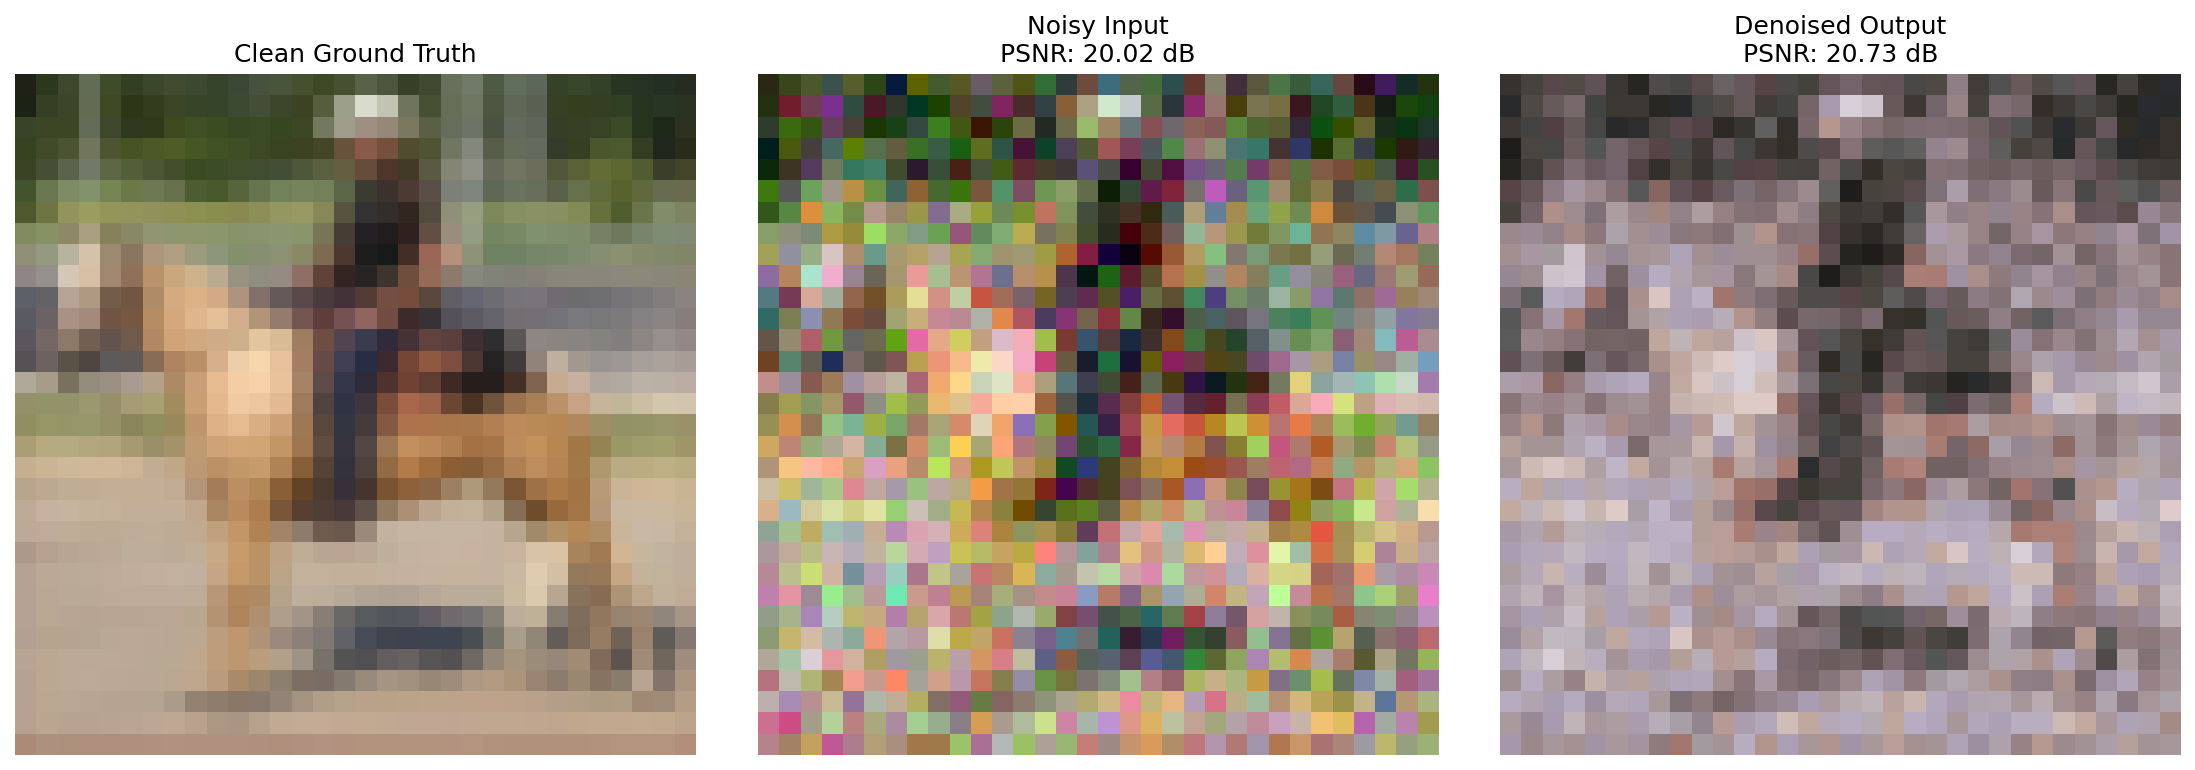 Clean Ground Truth
Noisy Input
PSNR: 20.02 dB
Denoised Output
PSNR: 20.73 dB